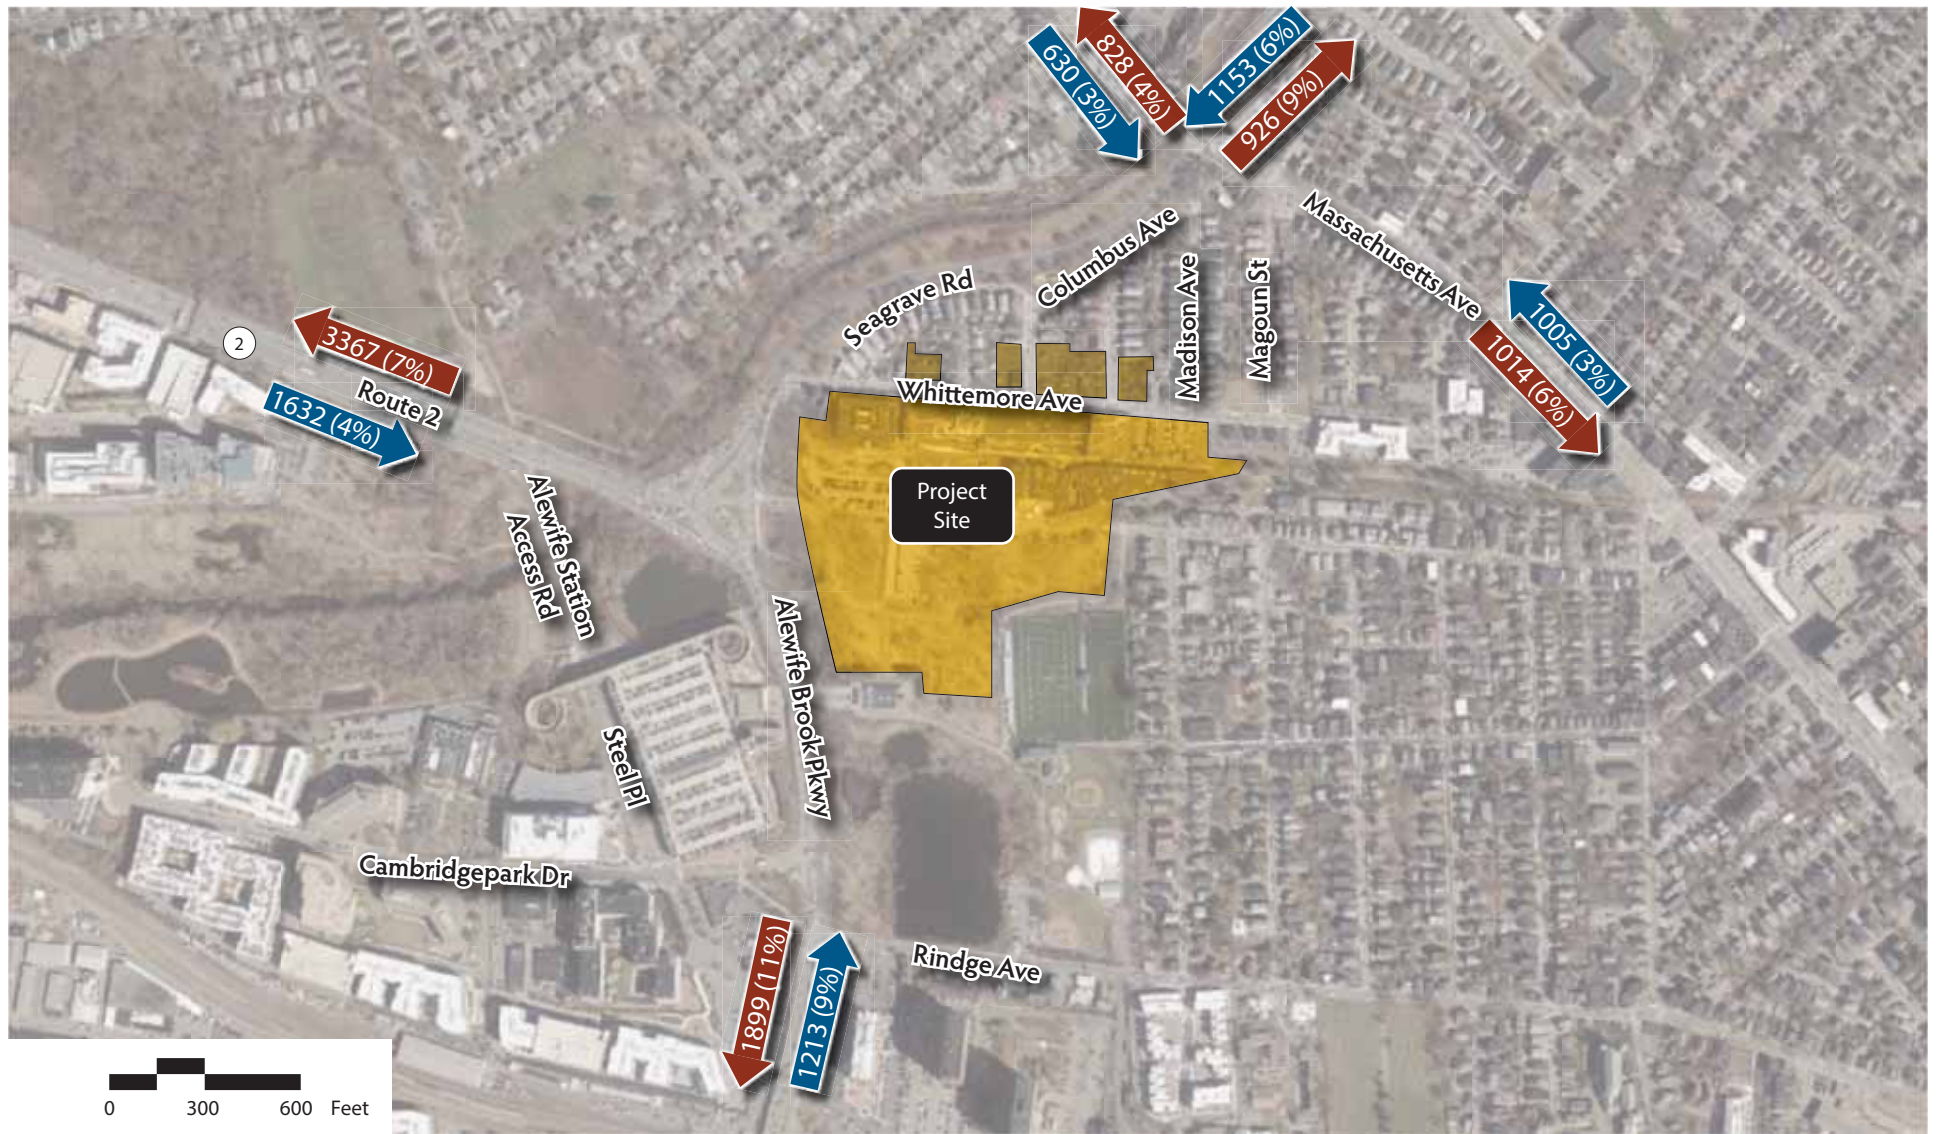 630 (3%)
828 (4%)
1153 (6%)
926 (9%)
Massachusetts Ave
Columbus Ave
Seagrave Rd
Madison Ave
Magoun St
1005 (3%)
1014 (6%)
2
3367 (7%)
Route 2
1632 (4%)
Whittemore Ave
Project
Site
Alewife Station
Access Rd
Alewife Brook Pkwy
Steel Pl
Cambridgepark Dr
Rindge Ave
1899 (11%)
1213 (9%)
0 300 600 Feet